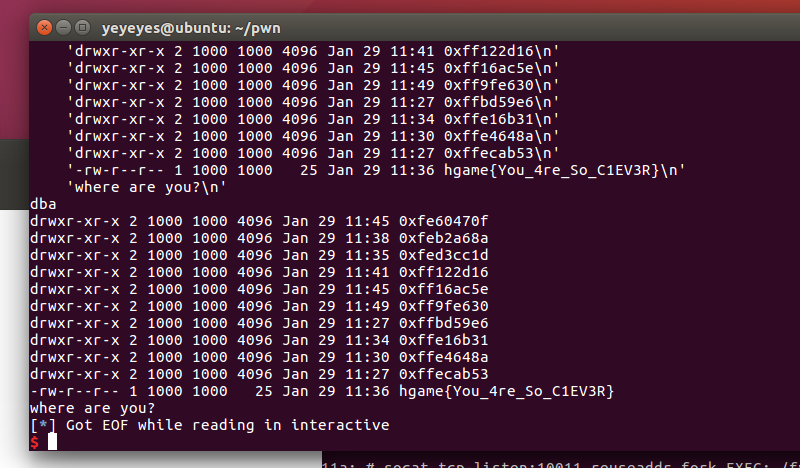 yeyeyes@ubuntu: ~/pwn
'drwxr-xr-x 2 1000 1000 4096 Jan 29 11:41 0xff122d16\n'
'drwxr-xr-x 2 1000 1000 4096 Jan 29 11:45 0xff16ac5e\n'
'drwxr-xr-x 2 1000 1000 4096 Jan 29 11:49 0xff9fe630\n'
'drwxr-xr-x 2 1000 1000 4096 Jan 29 11:27 0xffbd59e6\n'
'drwxr-xr-x 2 1000 1000 4096 Jan 29 11:34 0xffe16b31\n'
'drwxr-xr-x 2 1000 1000 4096 Jan 29 11:30 0xffe4648a\n'
'drwxr-xr-x 2 1000 1000 4096 Jan 29 11:27 0xffecab53\n'
'-rw-r--r-- 1 1000 1000   25 Jan 29 11:36 hgame{You_4re_So_C1EV3R}\n'
'where are you?\n'
dba
drwxr-xr-x 2 1000 1000 4096 Jan 29 11:45 0xfe60470f
drwxr-xr-x 2 1000 1000 4096 Jan 29 11:38 0xfeb2a68a
drwxr-xr-x 2 1000 1000 4096 Jan 29 11:35 0xfed3cc1d
drwxr-xr-x 2 1000 1000 4096 Jan 29 11:41 0xff122d16
drwxr-xr-x 2 1000 1000 4096 Jan 29 11:45 0xff16ac5e
drwxr-xr-x 2 1000 1000 4096 Jan 29 11:49 0xff9fe630
drwxr-xr-x 2 1000 1000 4096 Jan 29 11:27 0xffbd59e6
drwxr-xr-x 2 1000 1000 4096 Jan 29 11:34 0xffe16b31
drwxr-xr-x 2 1000 1000 4096 Jan 29 11:30 0xffe4648a
drwxr-xr-x 2 1000 1000 4096 Jan 29 11:27 0xffecab53
-rw-r--r-- 1 1000 1000   25 Jan 29 11:36 hgame{You_4re_So_C1EV3R}
where are you?
[*] Got EOF while reading in interactive
$